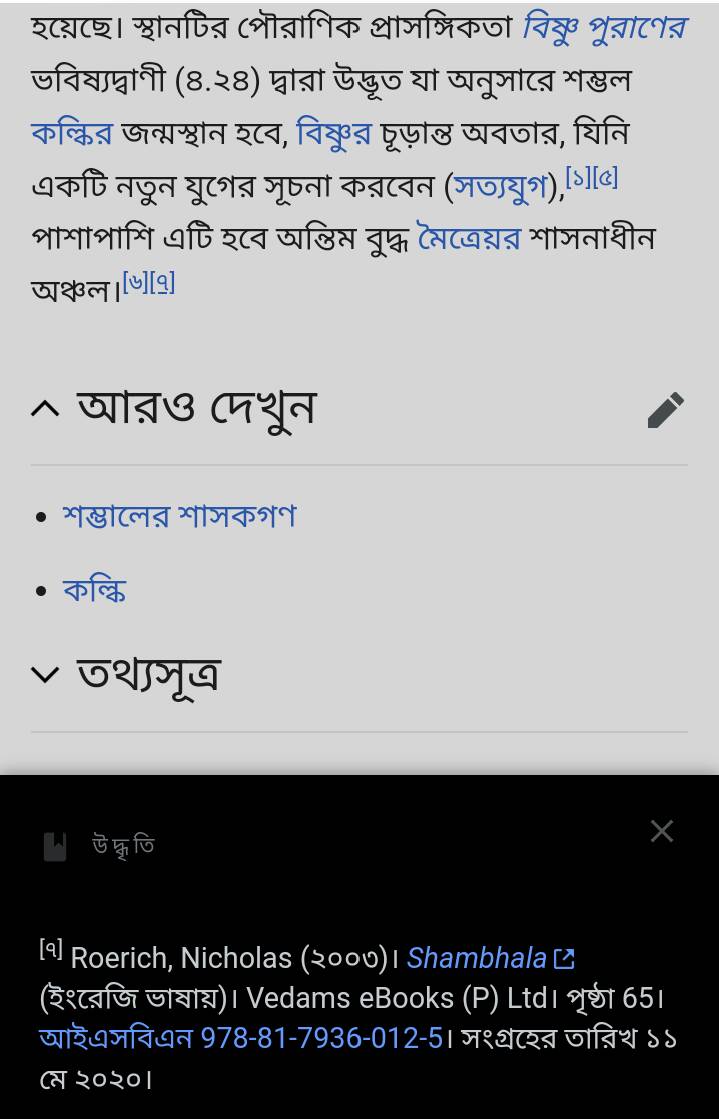 হয়েছে। স্থানটির পৌরাণিক প্রাসঙ্গিকতা বিষ্ণু পুরাণের
ভবিষ্যদ্বাণী (৪.২৪) দ্বারা উদ্ভূত যা অনুসারে শম্ভল
কল্কির জন্মস্থান হবে, বিষ্ণুর চূড়ান্ত অবতার, যিনি
একটি নতুন যুগের সূচনা করবেন (সত্যযুগ),[১][৫]
পাশাপাশি এটি হবে অন্তিম বুদ্ধ মৈত্রেয়র শাসনাধীন
অঞ্চল।[৬][৭]
আরও দেখুন
• শম্ভালের শাসকগণ
• কল্কি
তথ্যসূত্র
উদ্ধৃতি
[৭] Roerich, Nicholas (২০০৩)। Shambhala
(ইংরেজি ভাষায়)। Vedams eBooks (P) Ltd। পৃষ্ঠা 65।
আইএসবিএন 978-81-7936-012-5। সংগ্রহের তারিখ ১১
মে ২০২০।